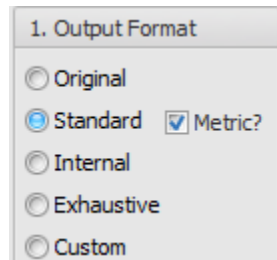 1. Output Format
Original
Standard Metric?
Internal
Exhaustive
Custom